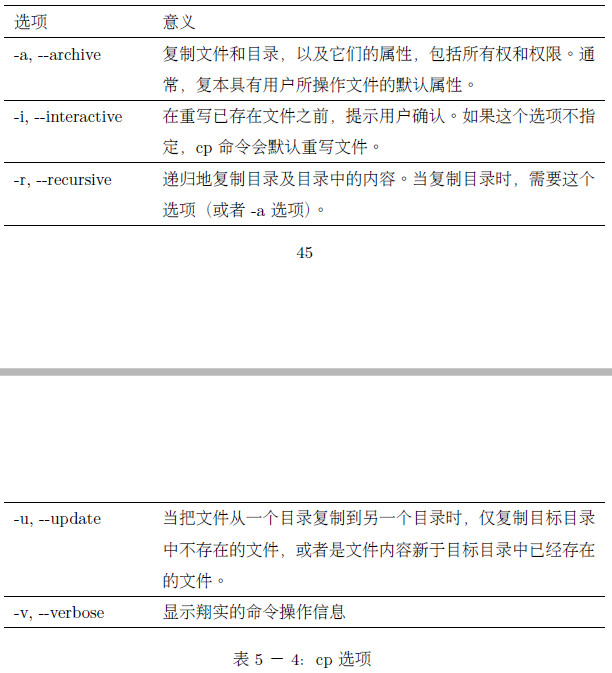 选项 意义
-a, --archive 复制文件和目录，以及它们的属性，包括所有权和权限。通
常，复本具有用户所操作文件的默认属性。
-i, --interactive 在重写已存在文件之前，提示用户确认。如果这个选项不指
定，cp 命令会默认重写文件。
-r, --recursive 递归地复制目录及目录中的内容。当复制目录时，需要这个
选项（或者 -a 选项）。
45
-u, --update 当把文件从一个目录复制到另一个目录时，仅复制目标目录
中不存在的文件，或者是文件内容新于目标目录中已经存在
的文件。
-v, --verbose 显示翔实的命令操作信息
表 5 － 4：cp 选项